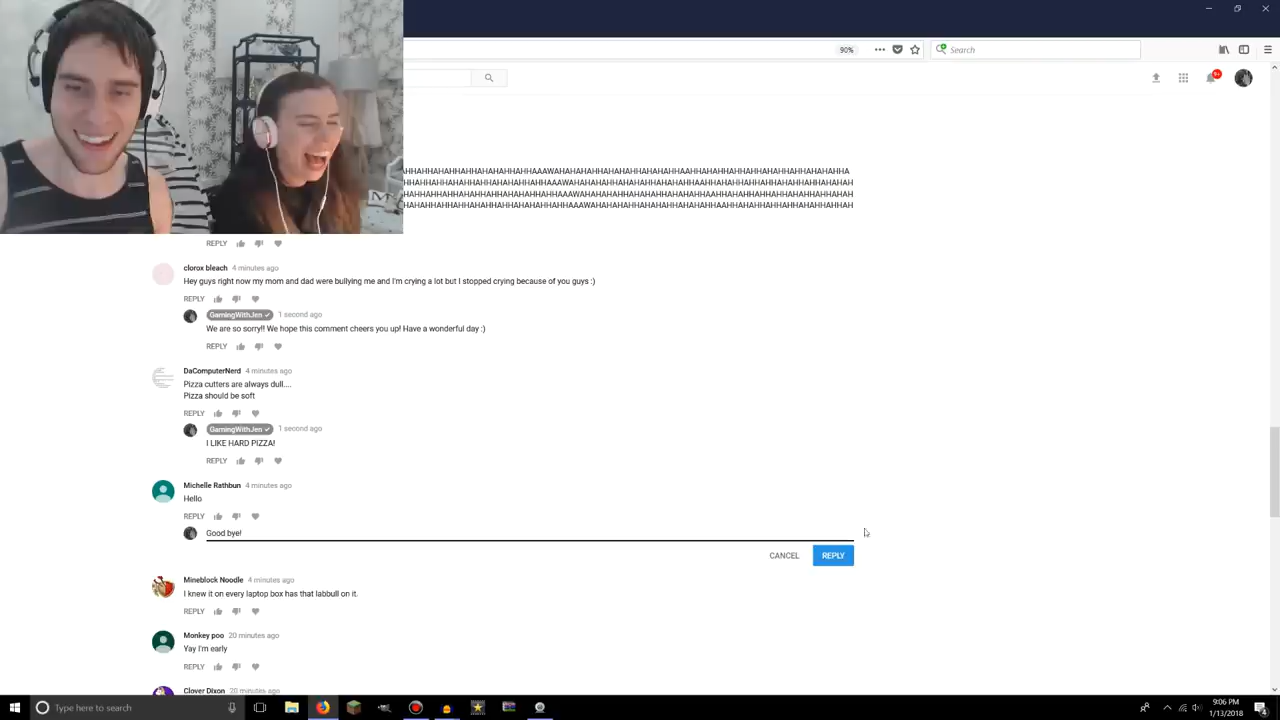 90%
Search
9+
REPLY
clorox bleach 4 minutes ago
Hey guys right now my mom and dad were bullying me and I'm crying a lot but I stopped crying because of you guys :)
REPLY
GamingWithJen 1 second ago
We are so sorry!! We hope this comment cheers you up! Have a wonderful day :)
REPLY
DaComputerNerd 4 minutes ago
Pizza cutters are always dull....
Pizza should be soft
REPLY
GamingWithJen 1 second ago
I LIKE HARD PIZZA!
REPLY
Michelle Rathbun 4 minutes ago
Hello
REPLY
Good bye!
CANCEL REPLY
Mineblock Noodle 4 minutes ago
I knew it on every laptop box has that labbull on it.
REPLY
Monkey poo 20 minutes ago
Yay I'm early
REPLY
Clover Dixon 20 minutes ago
Type here to search
9:06 PM
1/13/2018
4